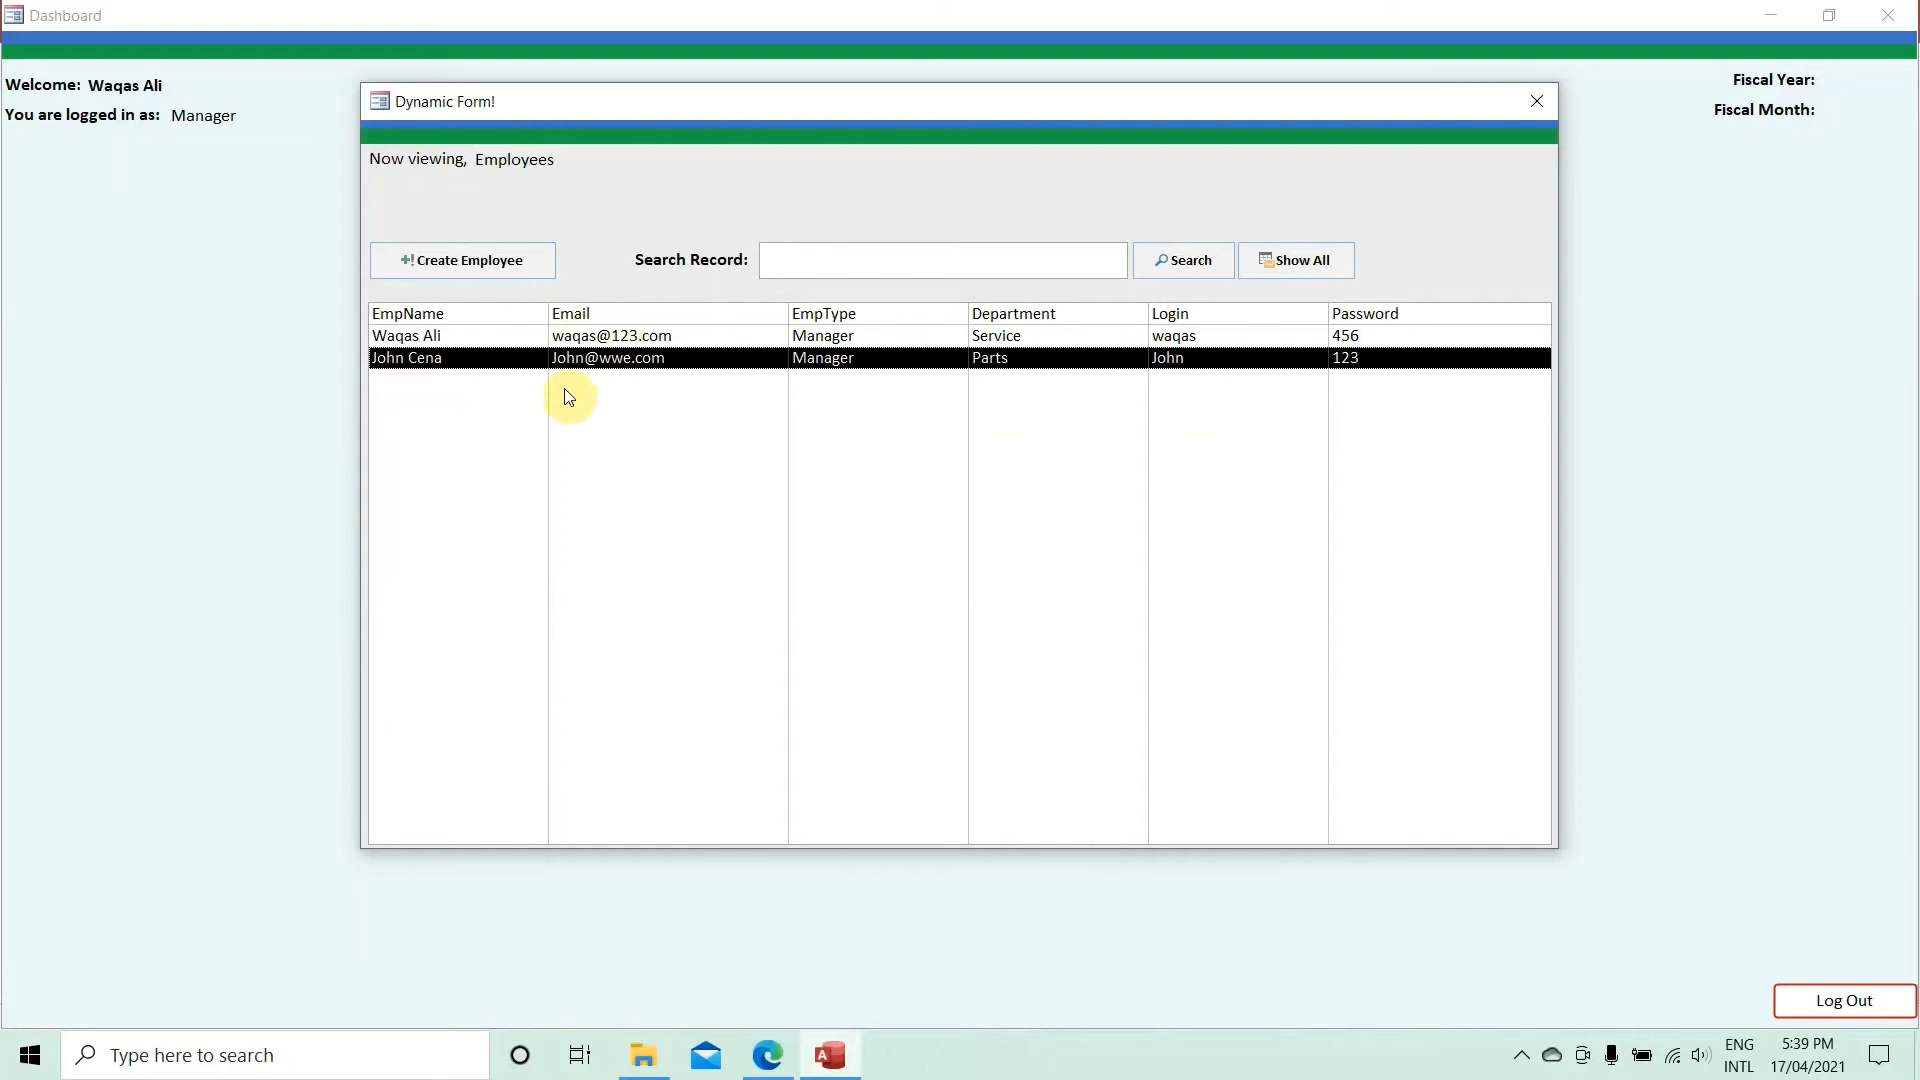 Dashboard
Welcome: Waqas Ali
You are logged in as: Manager
Fiscal Year:
Fiscal Month:
Dynamic Form!
Now viewing, Employees
Create Employee
Search Record:
Search
Show All
EmpName Email EmpType Department Login Password
Waqas Ali waqas@123.com Manager Service waqas 456
John Cena John@wwe.com Manager Parts John 123
Log Out
Type here to search
ENG
INTL
5:39 PM
17/04/2021